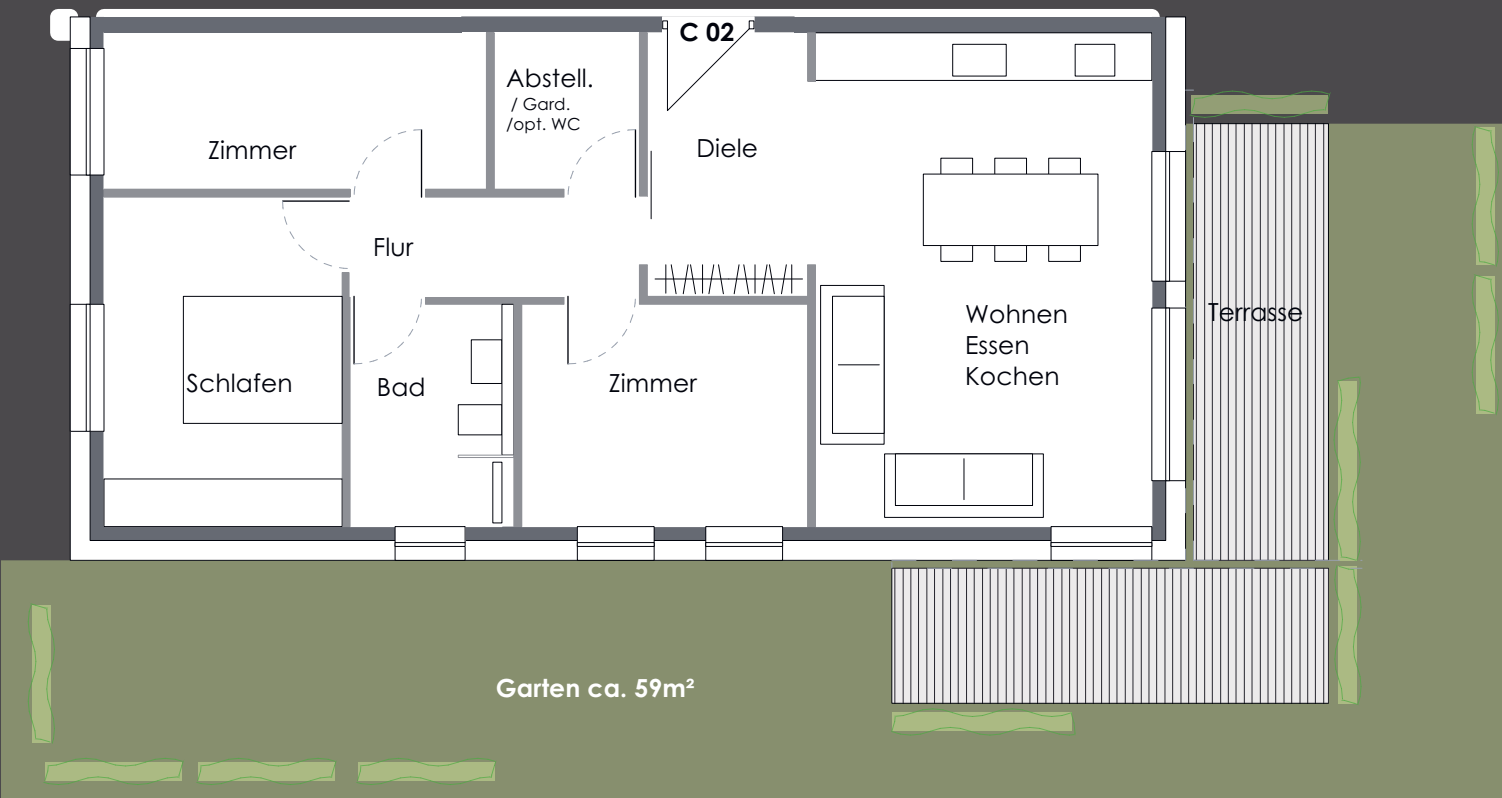 C 02
Abstell.
/ Gard.
/opt. WC
Zimmer
Diele
Flur
Wohnen
Essen
Kochen
Terrasse
Schlafen
Bad
Zimmer
Garten ca. 59m²